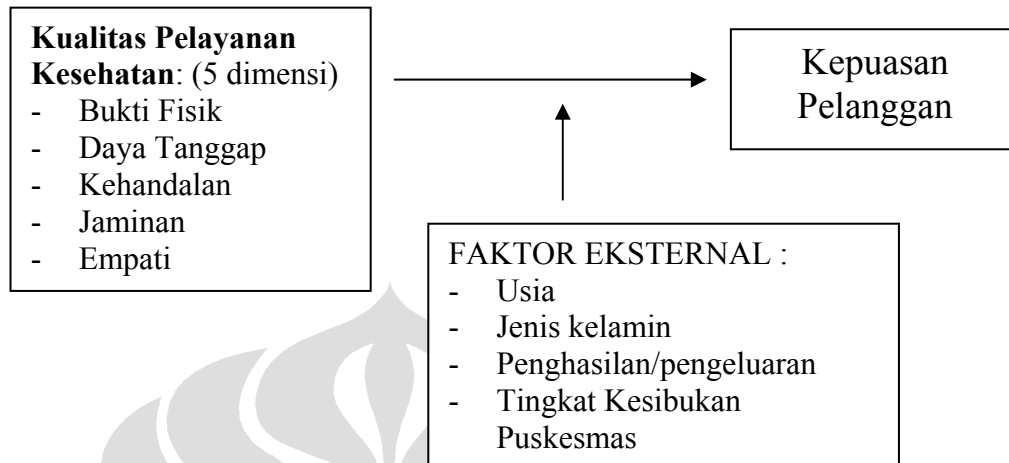 Kualitas Pelayanan
Kesehatan: (5 dimensi)
- Bukti Fisik
- Daya Tanggap
- Kehandalan
- Jaminan
- Empati
Kepuasan
Pelanggan
FAKTOR EKSTERNAL :
- Usia
- Jenis kelamin
- Penghasilan/pengeluaran
- Tingkat Kesibukan
Puskesmas